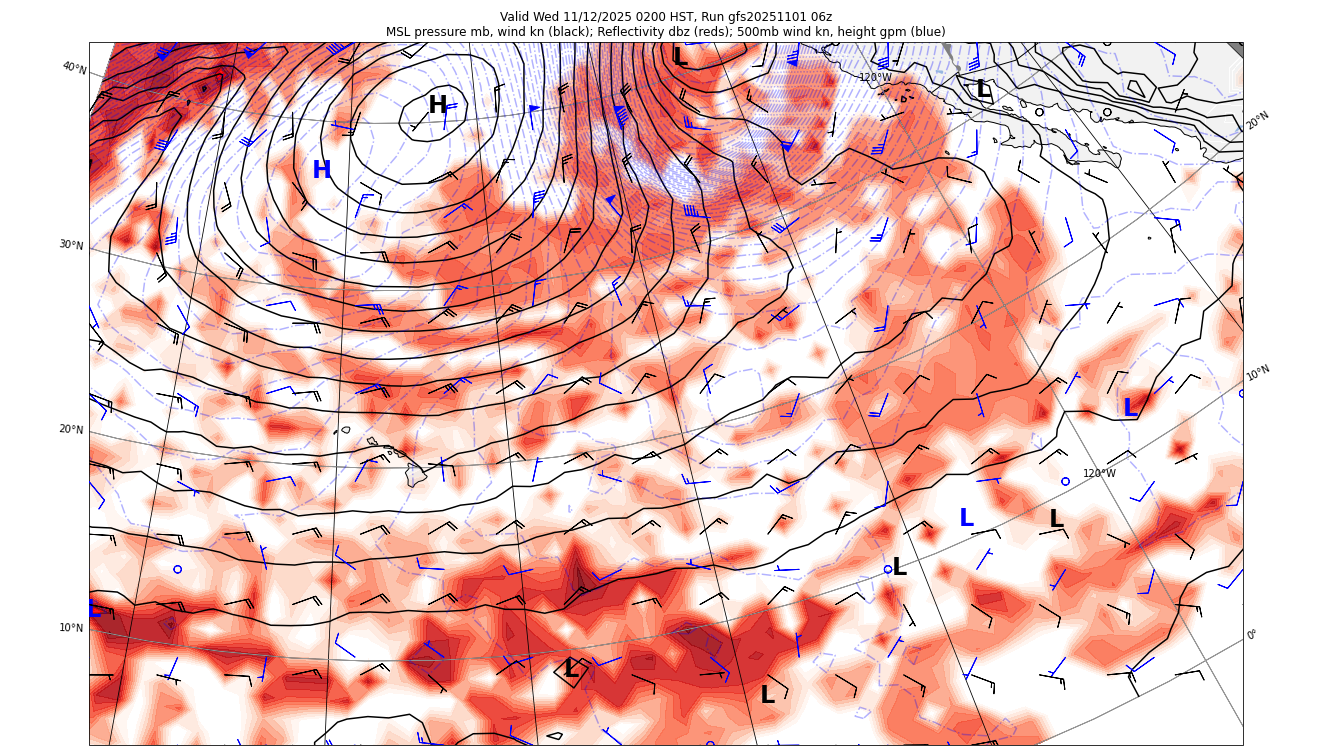 Valid Wed 11/12/2025 0200 HST, Run gfs20251101 06z
MSL pressure mb, wind kn (black); Reflectivity dbz (reds); 500mb wind kn, height gpm (blue)
L
40°N
120°W
L
H
20°N
H
30°N
10°N
L
20°N
120°W
L
L
L
L
10°N
0°
L
L